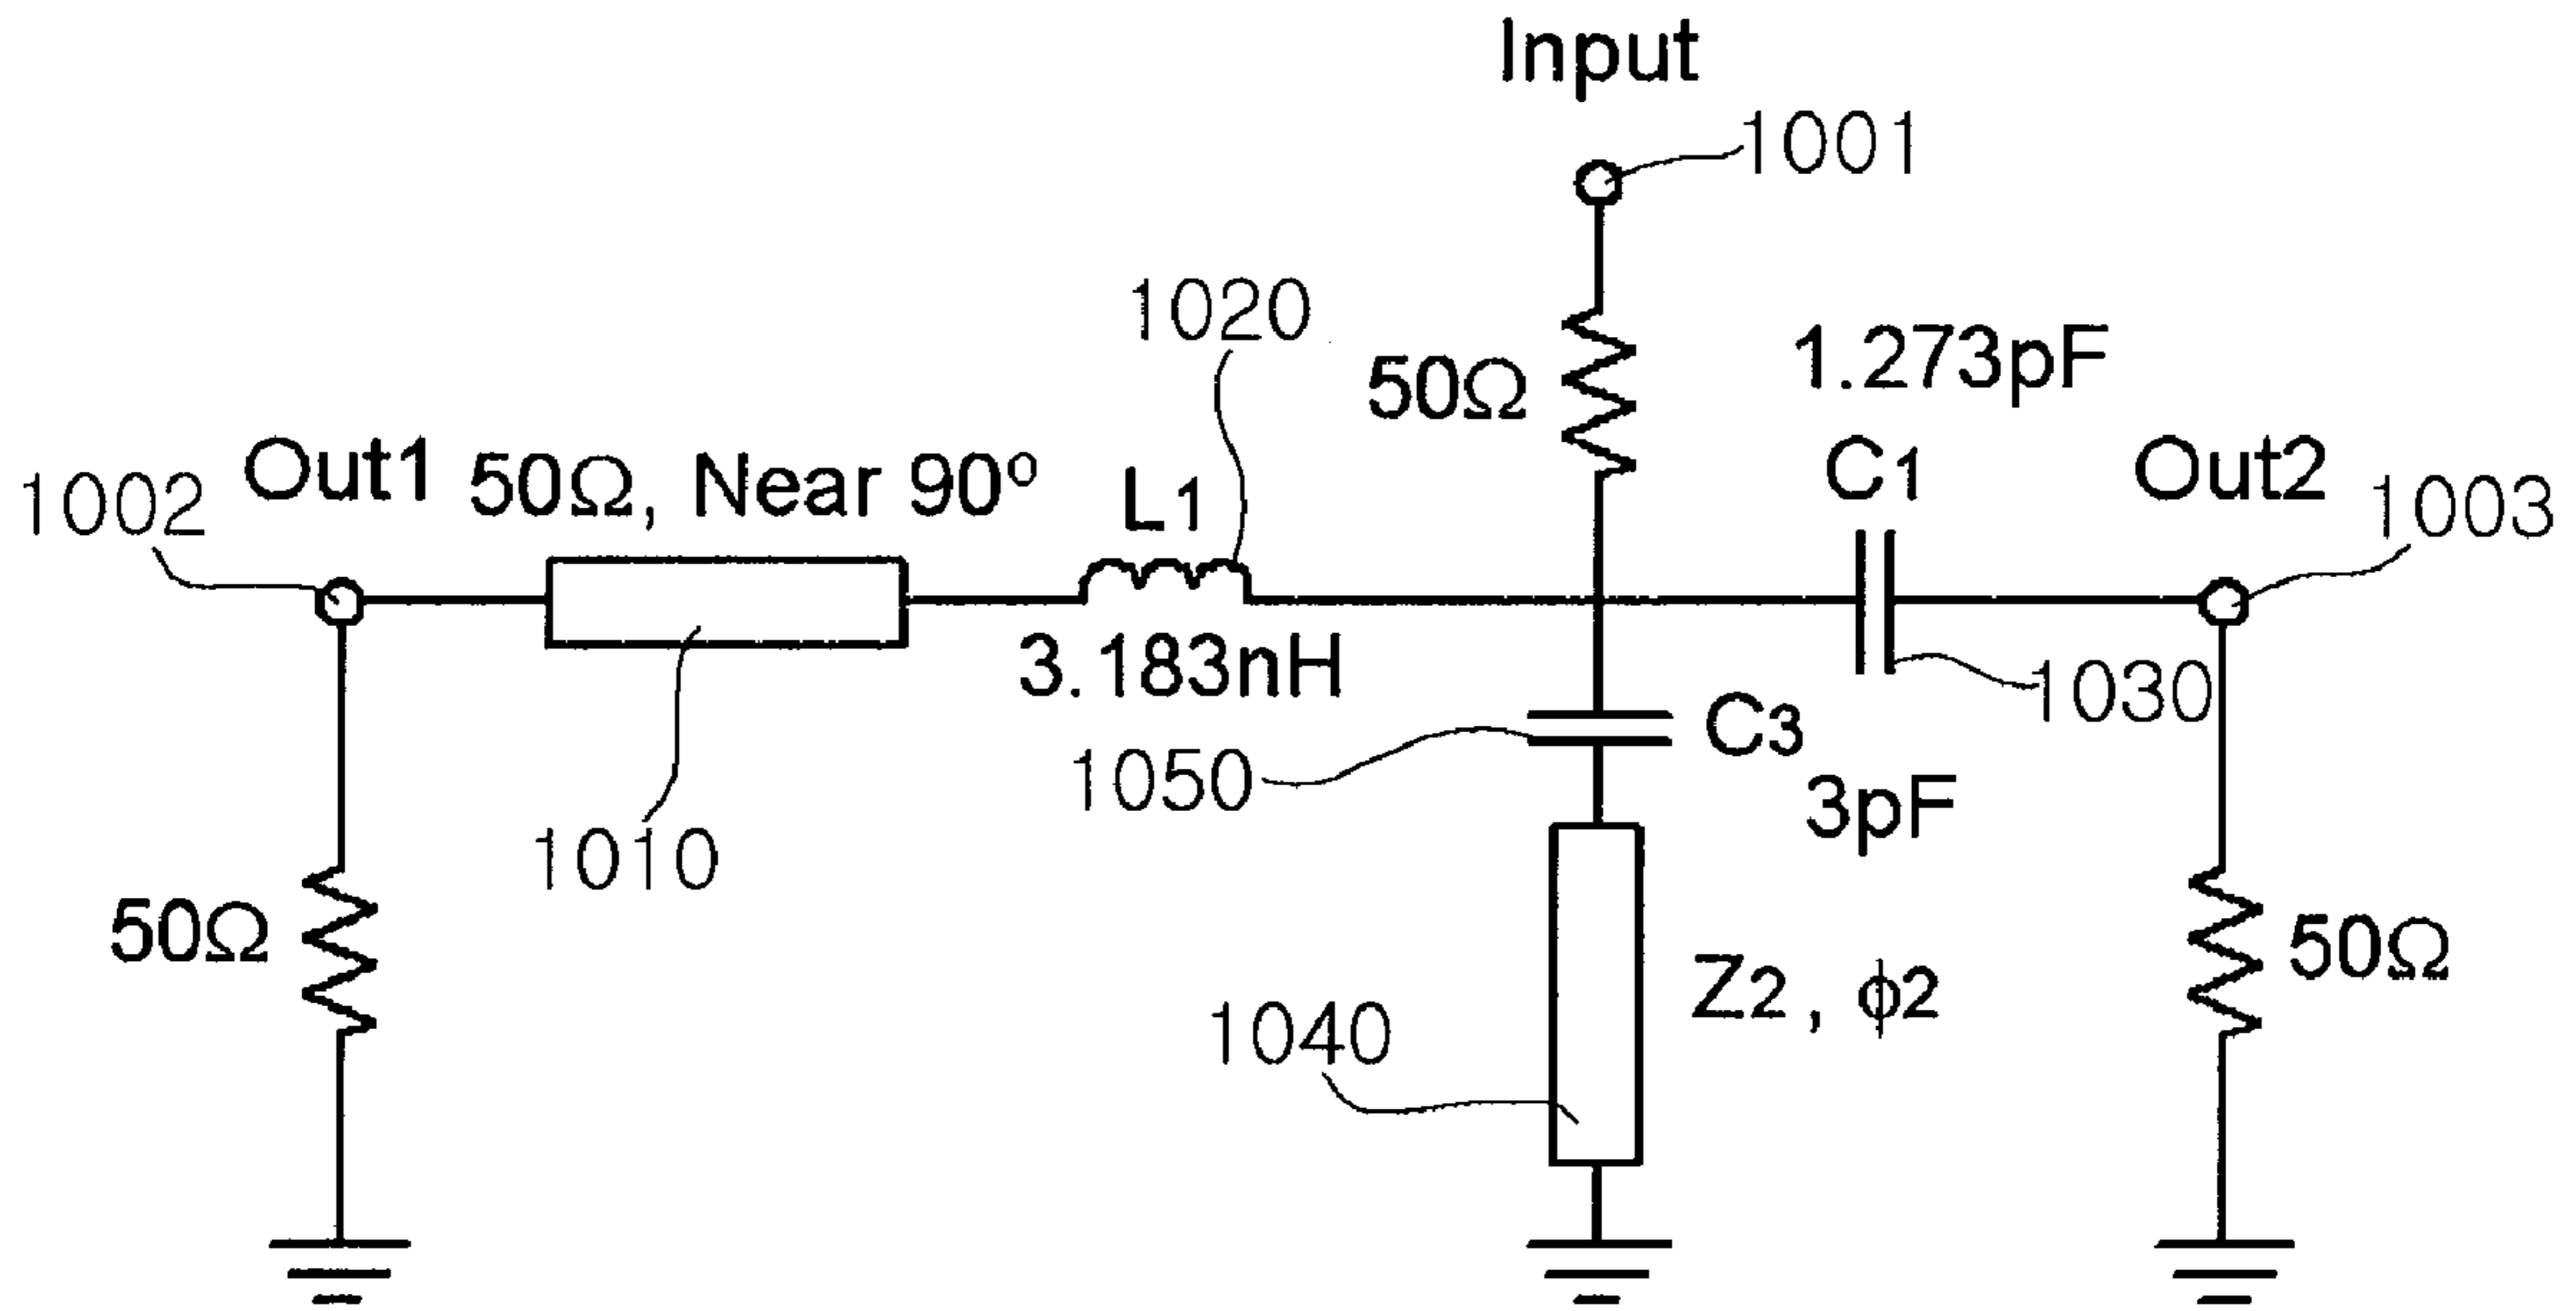 Input
1001
1020
50Ω
1.273pF
Out1
50Ω, Near 90º
L1
C1
Out2
1002
1003
3.183nH
1030
C3
1050
3pF
1010
50Ω
50Ω
Z2, ϕ2
1040